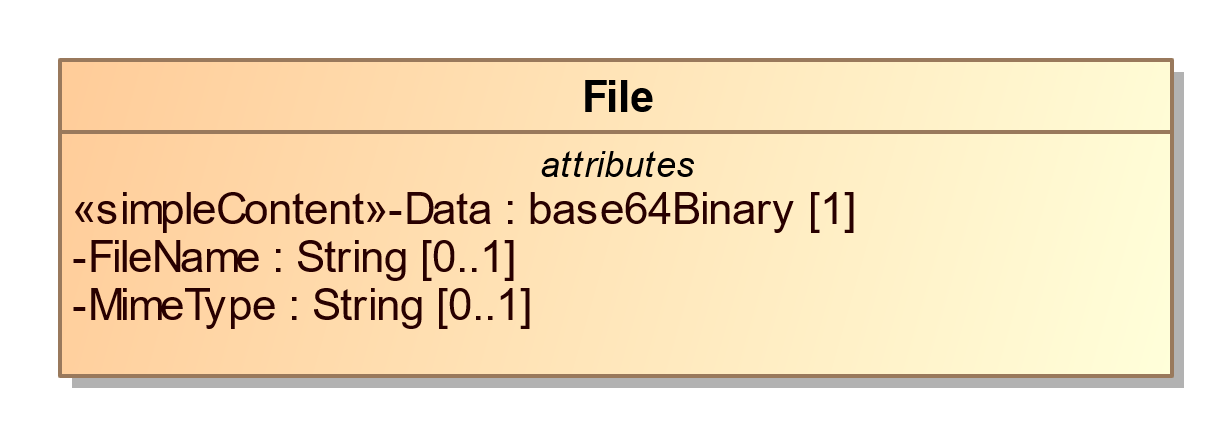 File
attributes
«simpleContent»-Data : base64Binary [1]
-FileName : String [0..1]
-MimeType : String [0..1]